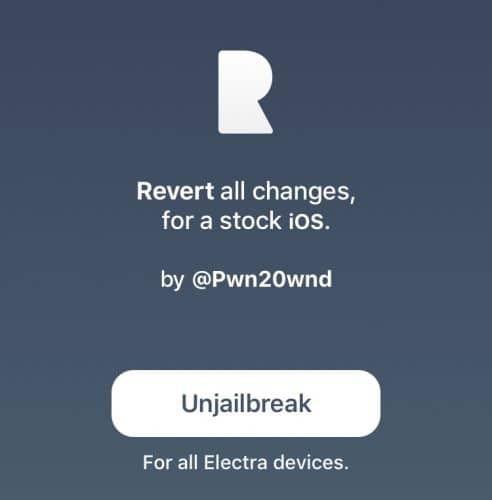 R
Revert all changes,
for a stock iOS.
by @Pwn20wnd
Unjailbreak
For all Electra devices.